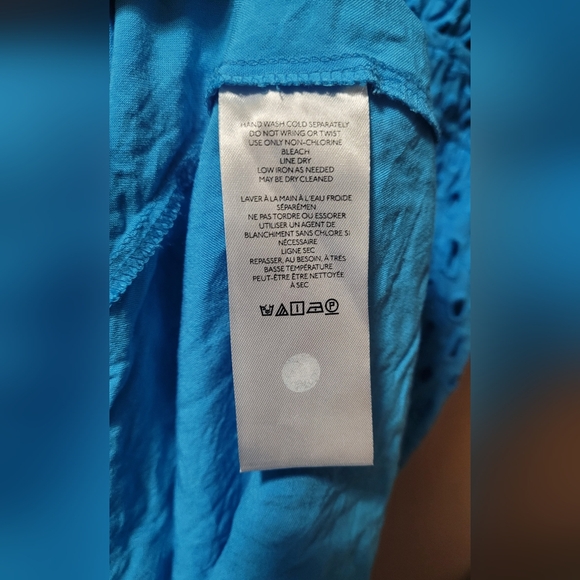 HAND WASH COLD SEPARATELY
DO NOT WRING OR TWIST
USE ONLY NON-CHLORINE
BLEACH
LINE DRY
LOW IRON AS NEEDED
MAY BE DRY CLEANED
LAVER À LA MAIN À L'EAU FROIDE
SÉPARÉMEN
NE PAS TORDRE OU ESSORER
UTILISER UN AGENT DE
BLANCHIMENT SANS CHLORE SI
NÉCESSAIRE
LIGNE SEC
REPASSER, AU BESOIN, À TRÈS
BASSE TEMPÉRATURE
PEUT-ÊTRE ÊTRE NETTOYÉE
À SEC
P